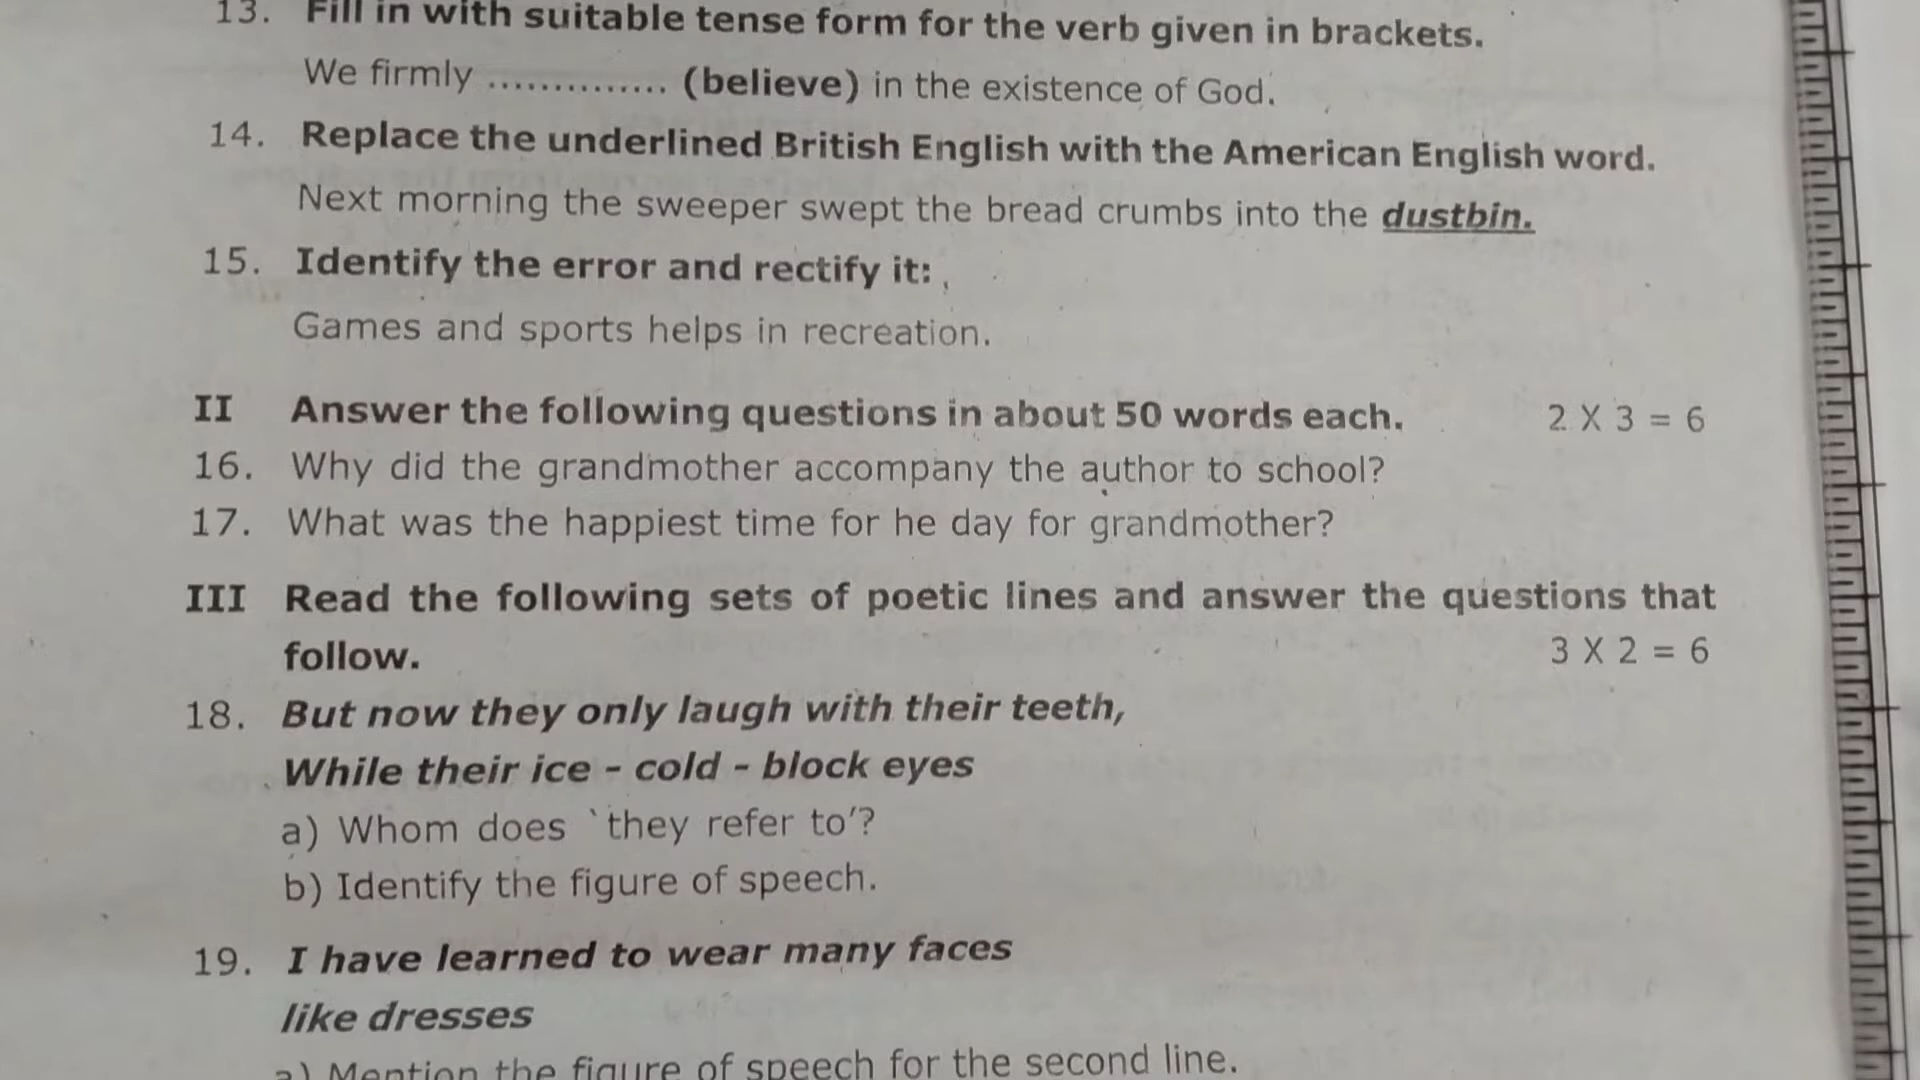 13. Fill in with suitable tense form for the verb given in brackets.
We firmly .............. (believe) in the existence of God.
14. Replace the underlined British English with the American English word.
Next morning the sweeper swept the bread crumbs into the dustbin.
15. Identify the error and rectify it:
Games and sports helps in recreation.
II Answer the following questions in about 50 words each. 2 X 3 = 6
16. Why did the grandmother accompany the author to school?
17. What was the happiest time for he day for grandmother?
III Read the following sets of poetic lines and answer the questions that
follow. 3 X 2 = 6
18. But now they only laugh with their teeth,
While their ice - cold - block eyes
a) Whom does `they refer to'?
b) Identify the figure of speech.
19. I have learned to wear many faces
like dresses
a) Mention the figure of speech for the second line.